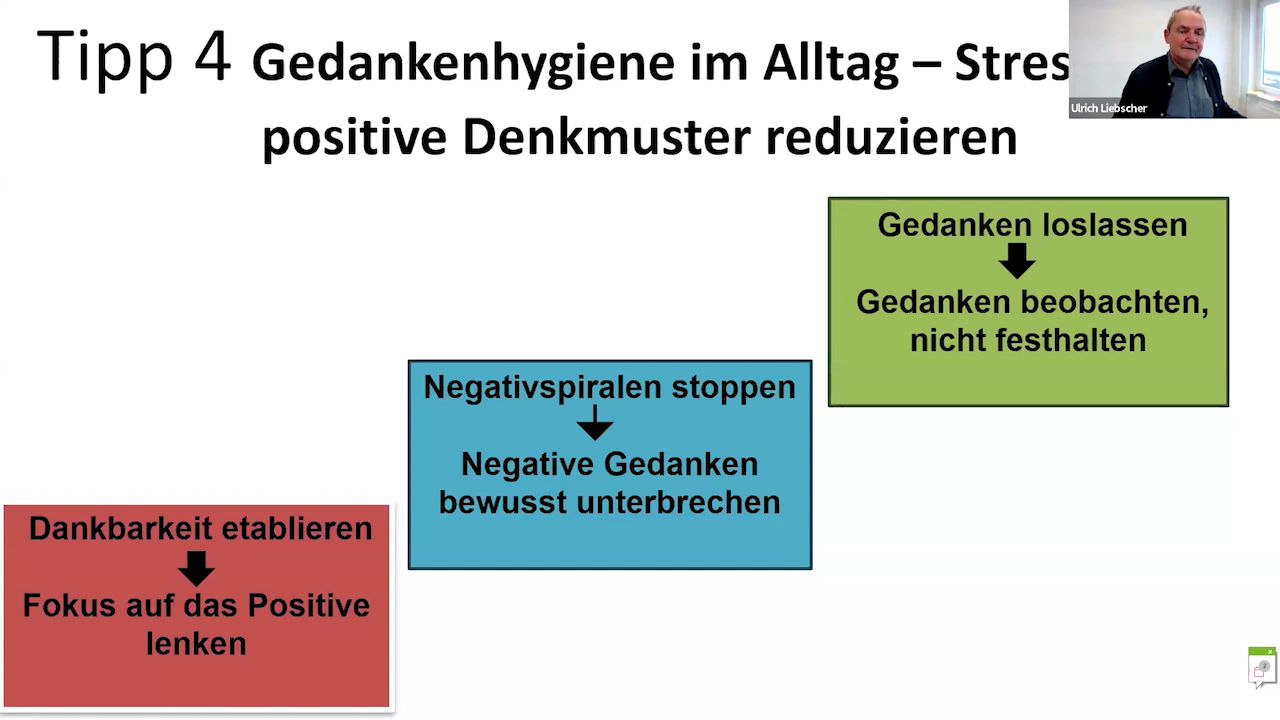 Tipp 4 Gedankenhygiene im Alltag – Stres
positive Denkmuster reduzieren
Ulrich Liebscher
Gedanken loslassen
Gedanken beobachten,
nicht festhalten
Negativspiralen stoppen
Negative Gedanken
bewusst unterbrechen
Dankbarkeit etablieren
Fokus auf das Positive
lenken
2